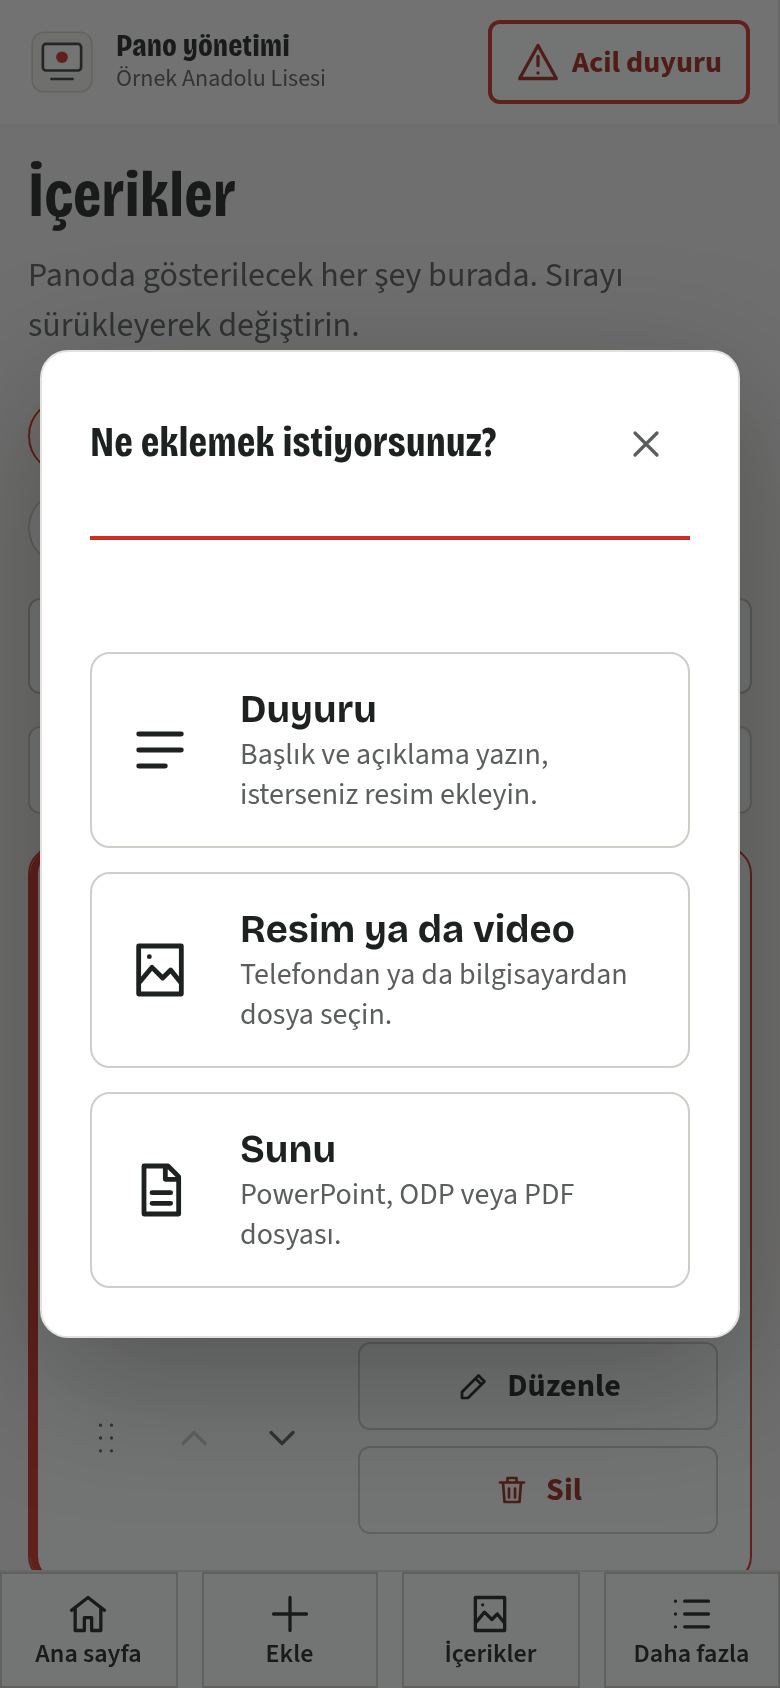 Pano yönetimi
Örnek Anadolu Lisesi
Acil duyuru
İçerikler
Panoda gösterilecek her şey burada. Sırayı
sürükleyerek değiştirin.
Ne eklemek istiyorsunuz?
Duyuru
Başlık ve açıklama yazın,
isterseniz resim ekleyin.
Resim ya da video
Telefondan ya da bilgisayardan
dosya seçin.
Sunu
PowerPoint, ODP veya PDF
dosyası.
Düzenle
Sil
Ana sayfa
Ekle
İçerikler
Daha fazla